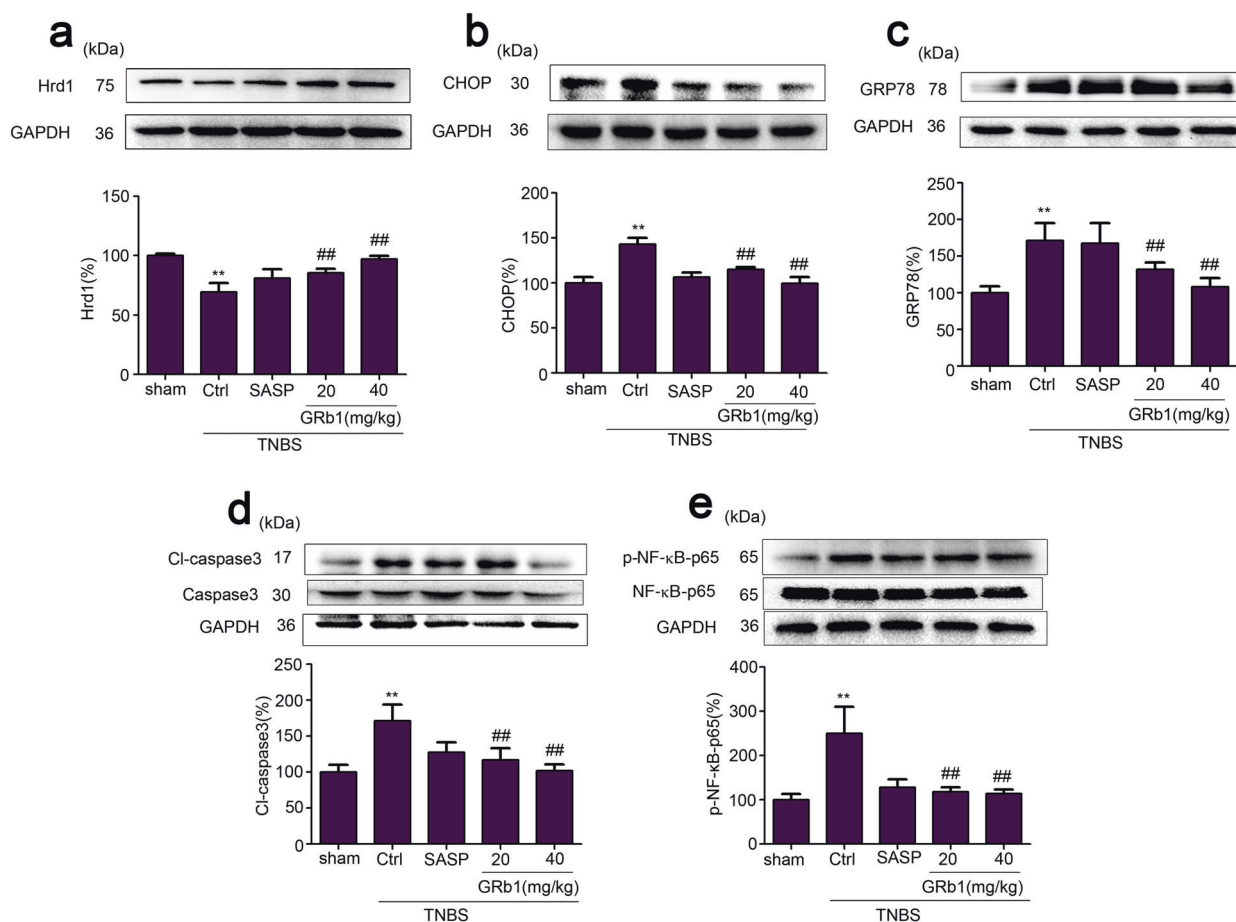 a
(kDa)
Hrd1 75
GAPDH 36
150
100
50
0
Hrd1(%)
**
##
##
sham Ctrl SASP 20 40
GRb1(mg/kg)
TNBS
b
(kDa)
CHOP 30
GAPDH 36
200
150
100
50
0
CHOP(%)
**
##
##
sham Ctrl SASP 20 40
GRb1(mg/kg)
TNBS
c
(kDa)
GRP78 78
GAPDH 36
250
200
150
100
50
0
GRP78(%)
**
##
##
sham Ctrl SASP 20 40
GRb1(mg/kg)
TNBS
d
(kDa)
Cl-caspase3 17
Caspase3 30
GAPDH 36
250
200
150
100
50
0
Cl-caspase3(%)
**
##
##
sham Ctrl SASP 20 40
GRb1(mg/kg)
TNBS
e
(kDa)
p-NF-κB-p65 65
NF-κB-p65 65
GAPDH 36
400
300
200
100
0
p-NF-κB-p65(%)
**
##
##
sham Ctrl SASP 20 40
GRb1(mg/kg)
TNBS